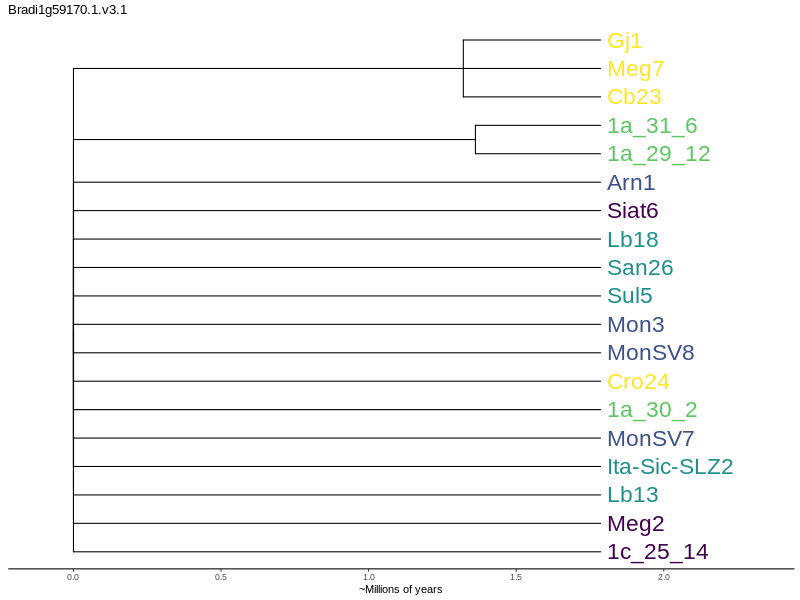 Bradi1g59170.1.v3.1
Gj1
Meg7
Cb23
1a_31_6
1a_29_12
Arn1
Siat6
Lb18
San26
Sul5
Mon3
MonSV8
Cro24
1a_30_2
MonSV7
Ita-Sic-SLZ2
Lb13
Meg2
1c_25_14
0.0 0.5 1.0 1.5 2.0
~Millions of years